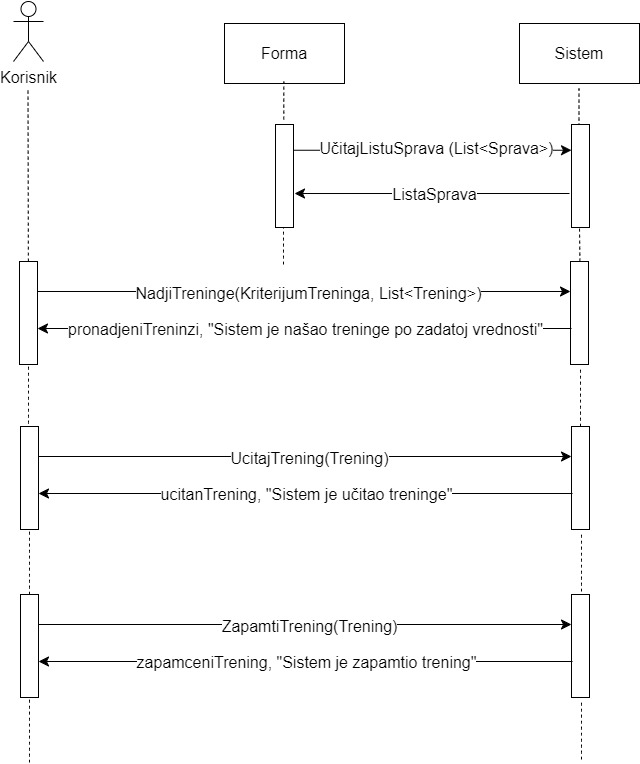 Korisnik
Forma
Sistem
UčitajListuSprava (List<Sprava>)
ListaSprava
NadjiTreninge(KriterijumTreninga, List<Trening>)
pronadjeniTreninzi, "Sistem je našao treninge po zadatoj vrednosti"
UcitajTrening(Trening)
ucitanTrening, "Sistem je učitao treninge"
ZapamtiTrening(Trening)
zapamceniTrening, "Sistem je zapamtio trening"